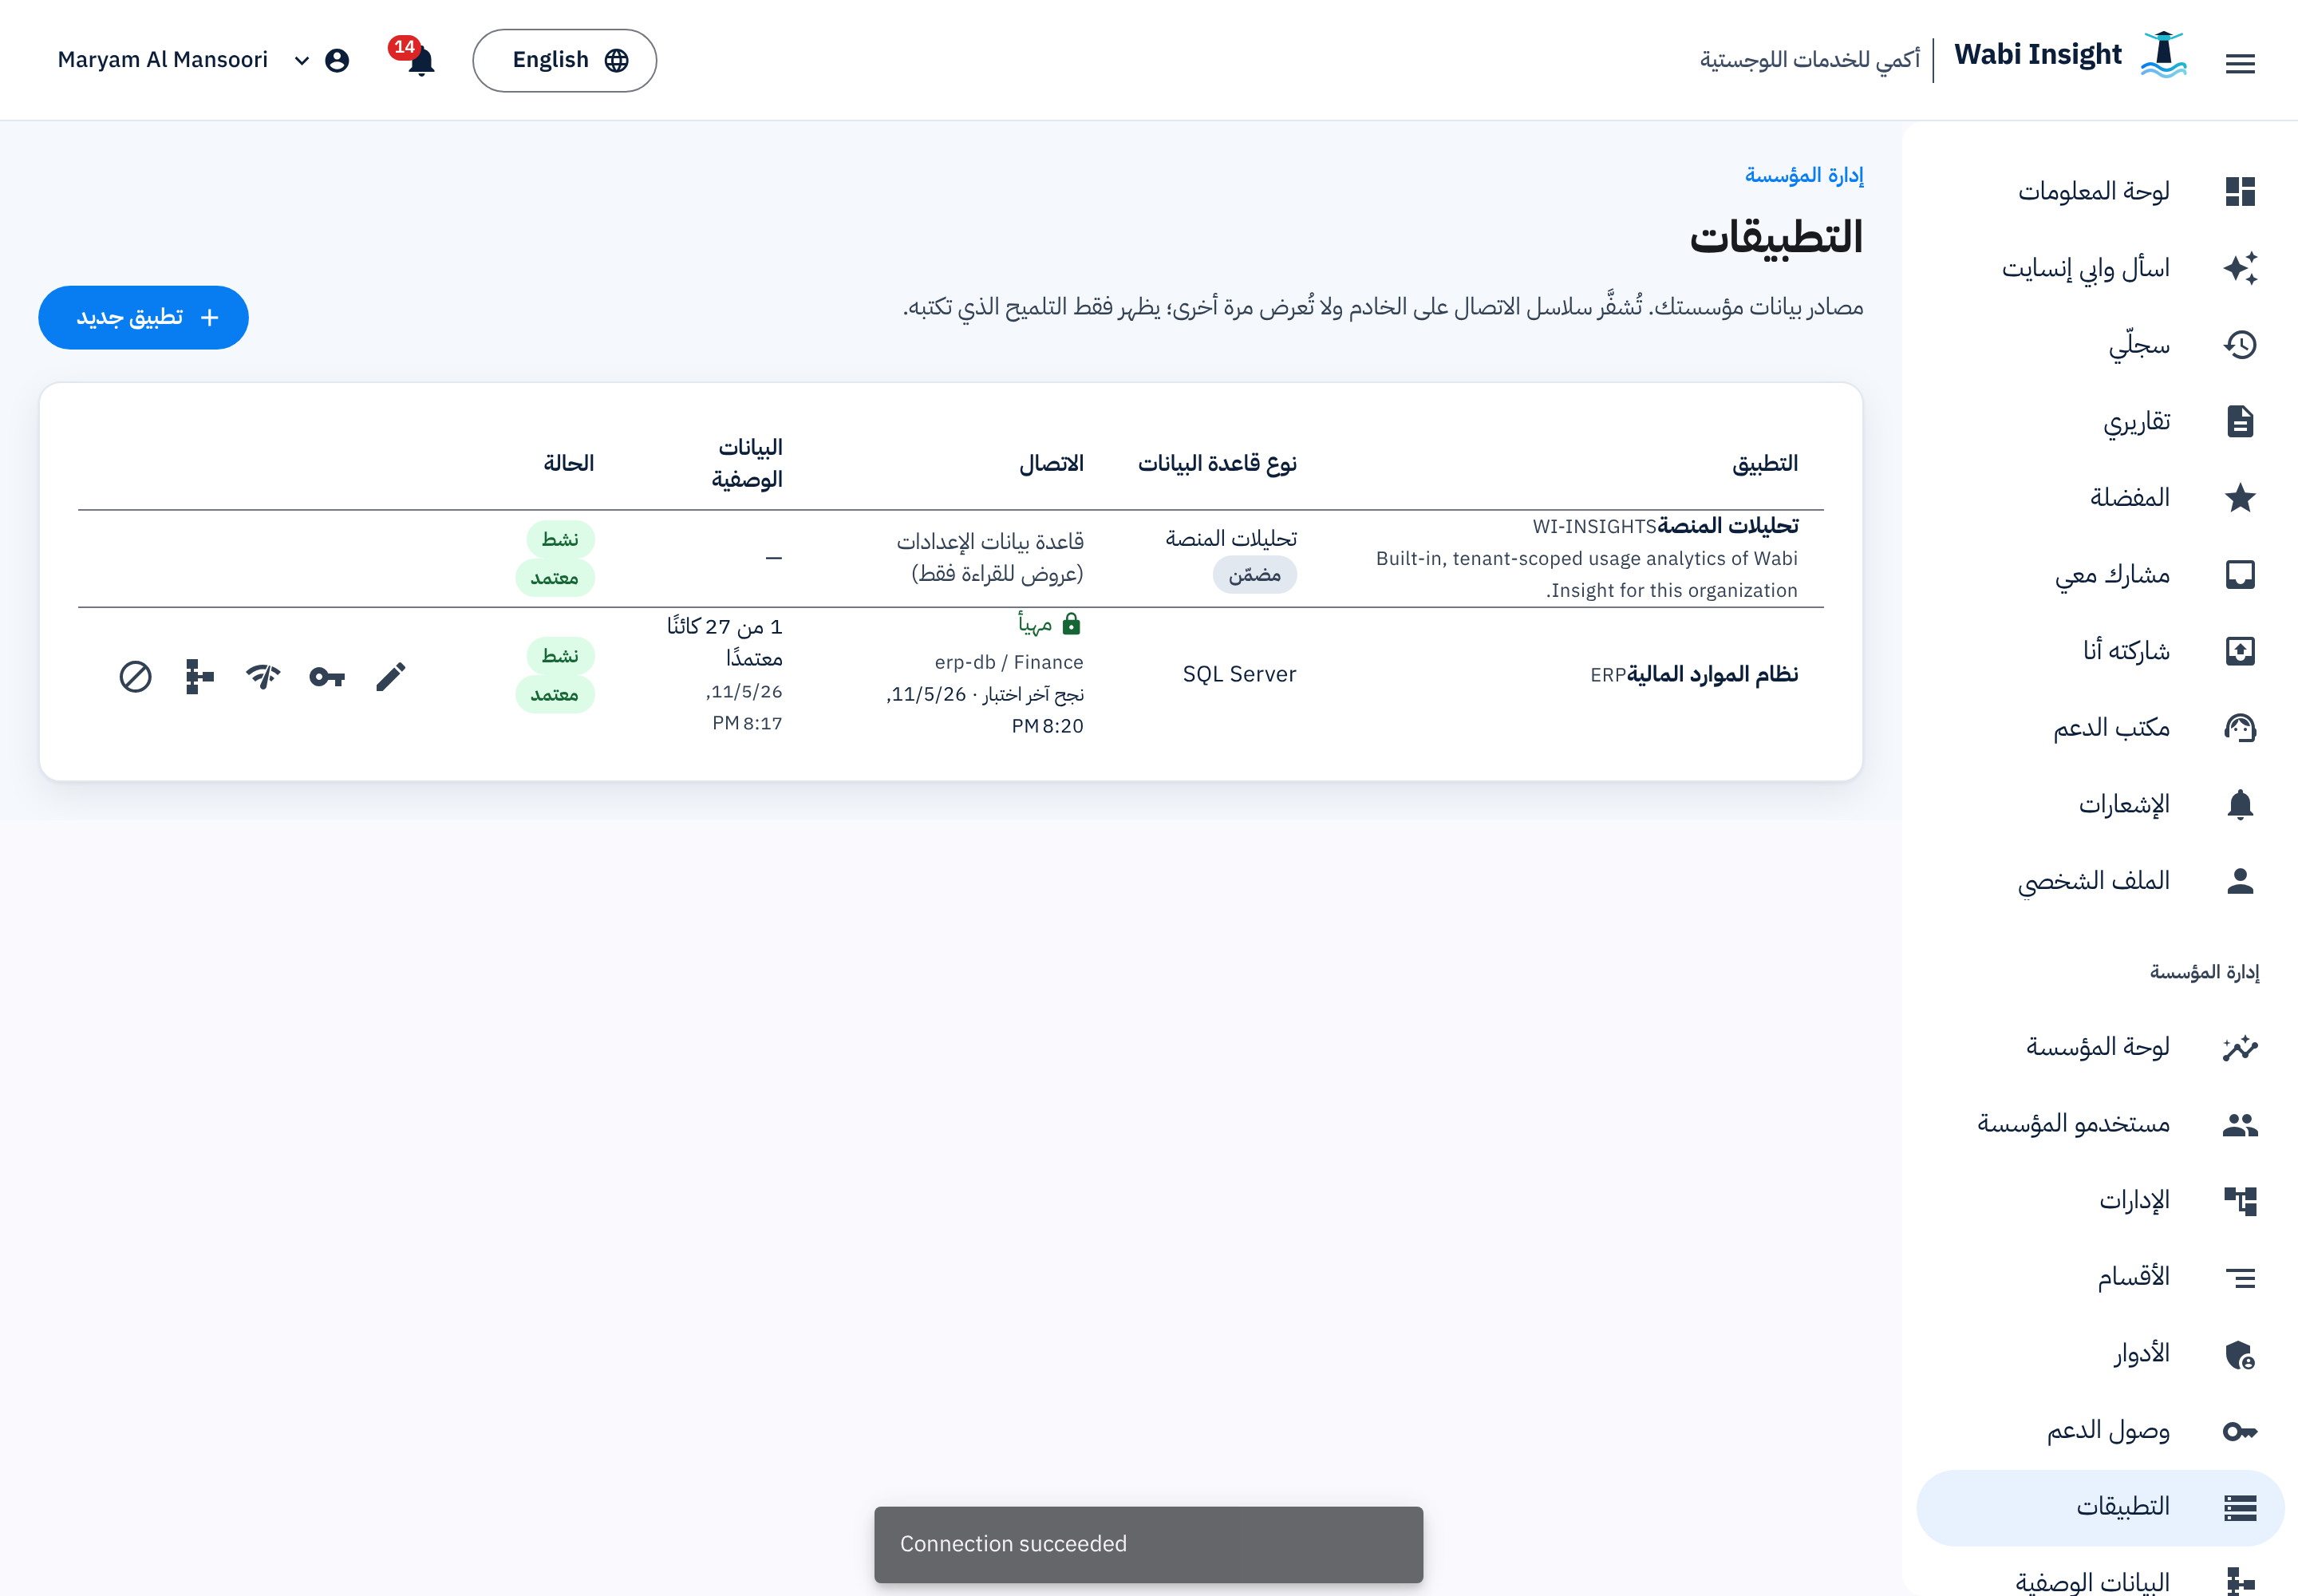 Wabi Insight
أكمي للخدمات اللوجستية
English
14
Maryam Al Mansoori
لوحة المعلومات
اسأل وابي إنسايت
سجلّي
تقاريري
المفضلة
مشارك معي
شاركته أنا
مكتب الدعم
الإشعارات
الملف الشخصي
إدارة المؤسسة
لوحة المؤسسة
مستخدمو المؤسسة
الإدارات
الأقسام
الأدوار
وصول الدعم
التطبيقات
البيانات الوصفية
إدارة المؤسسة
التطبيقات
مصادر بيانات مؤسستك. تُشفَّر سلاسل الاتصال على الخادم ولا تُعرض مرة أخرى؛ يظهر فقط التلميح الذي تكتبه.
تطبيق جديد
التطبيق
نوع قاعدة البيانات
الاتصال
البيانات
الوصفية
الحالة
تحليلات المنصةWI-INSIGHTS
Built-in, tenant-scoped usage analytics of Wabi
Insight for this organization.
تحليلات المنصة
مضمّن
قاعدة بيانات الإعدادات
(عروض للقراءة فقط)
—
نشط
معتمد
نظام الموارد الماليةERP
SQL Server
مهيأ
erp-db / Finance
نجح آخر اختبار · 11/5/26,
8:20 PM
1 من 27 كائنًا
معتمدًا
11/5/26,
8:17 PM
نشط
معتمد
Connection succeeded